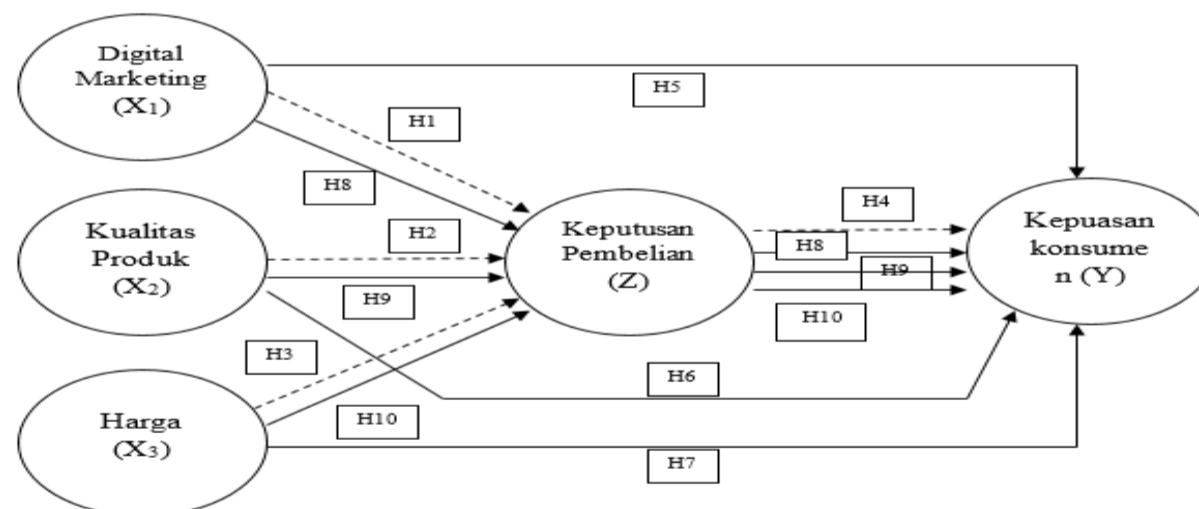 Digital
Marketing
(X₁)
H5
H1
H8
Kualitas
Produk
(X₂)
H2
H9
Keputusan
Pembelian
(Z)
H4
H8
H9
H10
Kepuasan
konsume
n (Y)
H3
H6
Harga
(X₃)
H10
H7